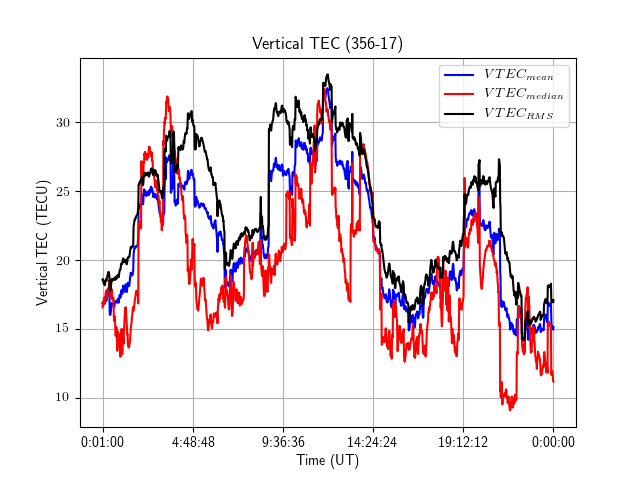 Vertical TEC (356-17)
VTEC_mean
VTEC_median
VTEC_RMS
Vertical TEC (TECU)
30
25
20
15
10
0:01:00 4:48:48 9:36:36 14:24:24 19:12:12 0:00:00
Time (UT)